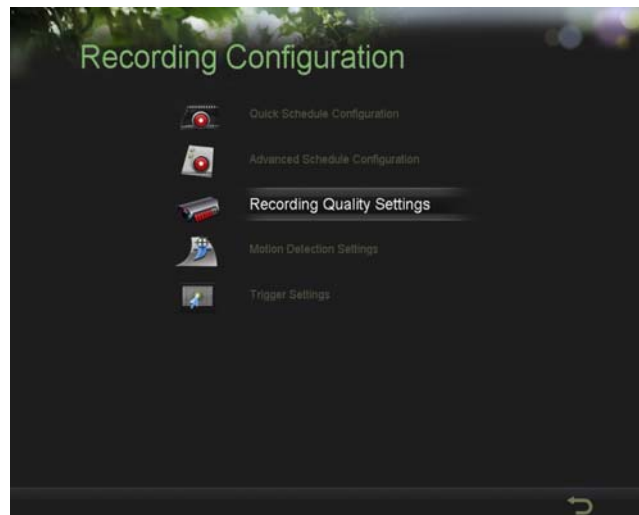 Recording Configuration
Quick Schedule Configuration
Advanced Schedule Configuration
Recording Quality Settings
Motion Detection Settings
Trigger Settings